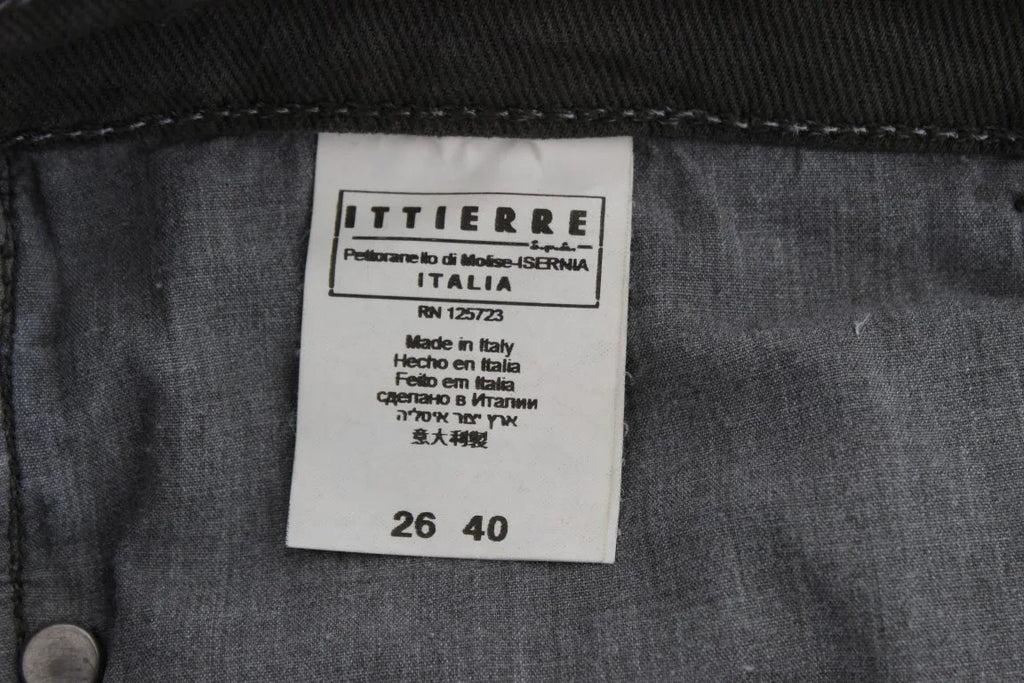 ITTIERRE
S.p.A.
Pettoranello di Molise-ISERNIA
ITALIA
RN 125723
Made in Italy
Hecho en Italia
Feito em Italia
сделано в Италии
ארץ יצור איטליה
意大利製
26 40